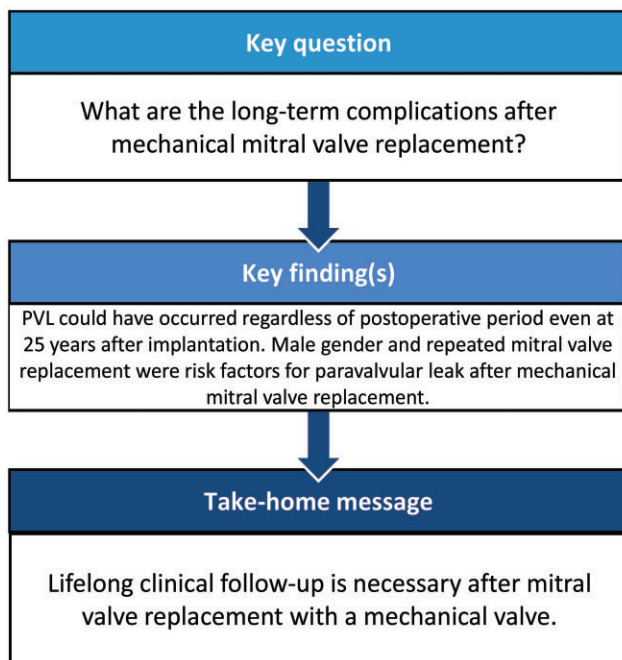 Key question
What are the long-term complications after
mechanical mitral valve replacement?
Key finding(s)
PVL could have occurred regardless of postoperative period even at
25 years after implantation. Male gender and repeated mitral valve
replacement were risk factors for paravalvular leak after mechanical
mitral valve replacement.
Take-home message
Lifelong clinical follow-up is necessary after mitral
valve replacement with a mechanical valve.